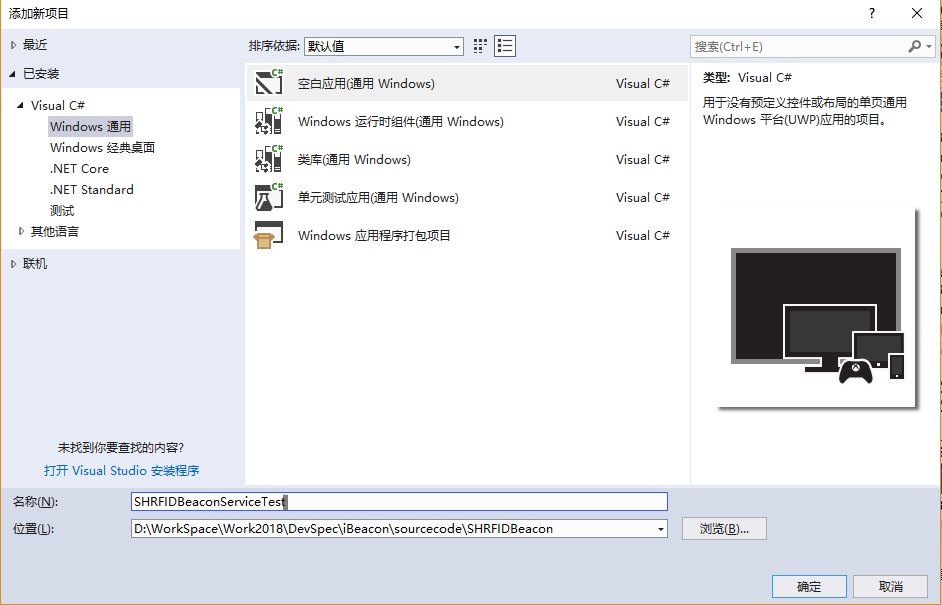 添加新项目
最近
已安装
Visual C#
Windows 通用
Windows 经典桌面
.NET Core
.NET Standard
测试
其他语言
联机
未找到你要查找的内容?
打开 Visual Studio 安装程序
排序依据: 默认值
空白应用(通用 Windows) Visual C#
Windows 运行时组件(通用 Windows) Visual C#
类库(通用 Windows) Visual C#
单元测试应用(通用 Windows) Visual C#
Windows 应用程序打包项目 Visual C#
搜索(Ctrl+E)
类型: Visual C#
用于没有预定义控件或布局的单页通用
Windows 平台(UWP)应用的项目。
名称(N): SHRFIDBeaconServiceTest
位置(L): D:\WorkSpace\Work2018\DevSpec\iBeacon\sourcecode\SHRFIDBeacon
浏览(B)...
确定 取消